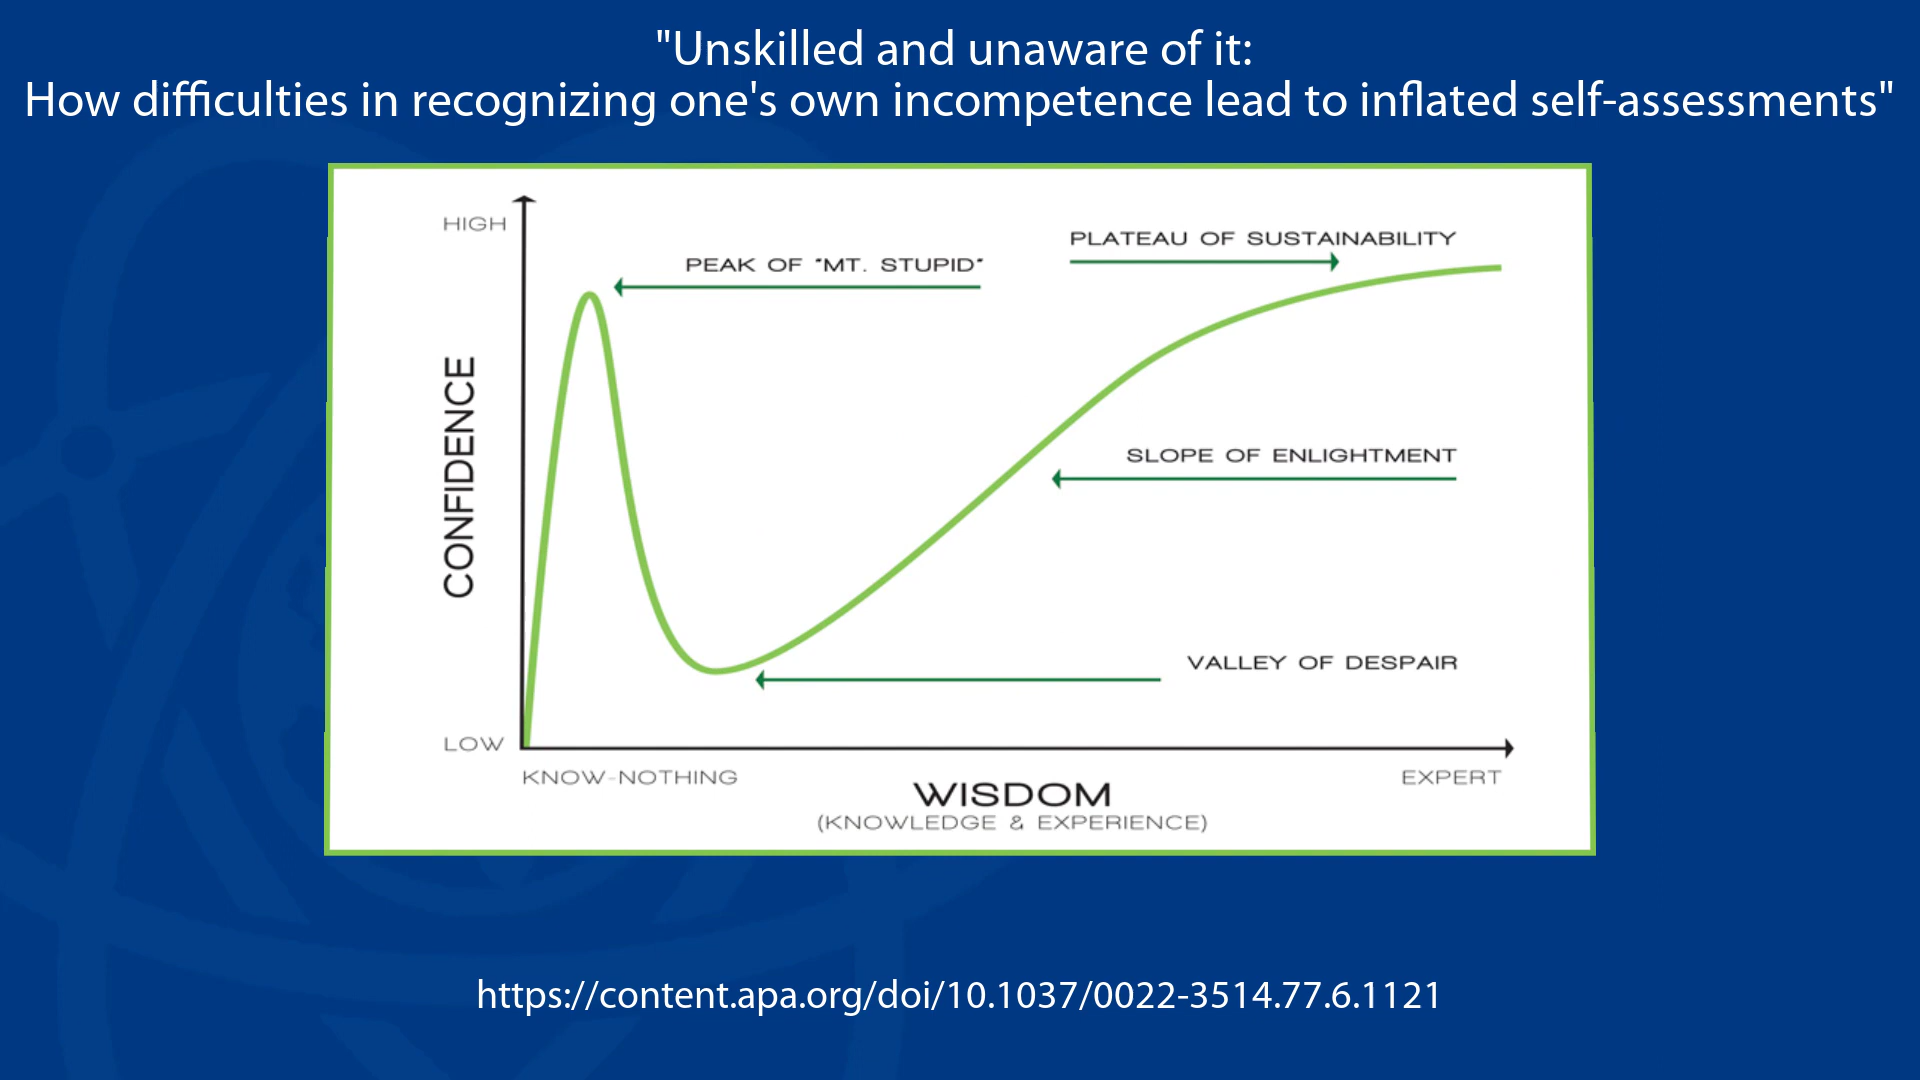 "Unskilled and unaware of it:
How difficulties in recognizing one's own incompetence lead to inflated self-assessments"
HIGH
PLATEAU OF SUSTAINABILITY
PEAK OF "MT. STUPID"
CONFIDENCE
SLOPE OF ENLIGHTMENT
VALLEY OF DESPAIR
LOW
KNOW-NOTHING
EXPERT
WISDOM
(KNOWLEDGE & EXPERIENCE)
https://content.apa.org/doi/10.1037/0022-3514.77.6.1121